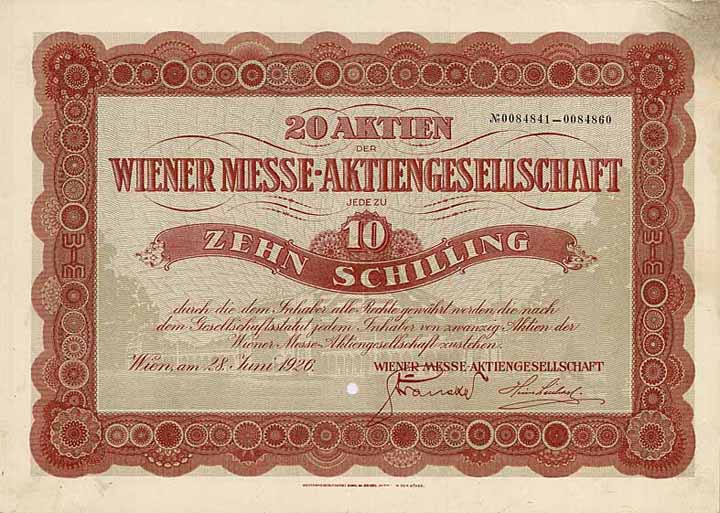 20 AKTIEN
№0084841—0084860
DER
WIENER MESSE-AKTIENGESELLSCHAFT
JEDE ZU
10
ZEHN SCHILLING
durch die dem Inhaber alle Rechte gewährt werden die nach
dem Gesellschaftsstatut jedem Inhaber von zwanzig Aktien der
Wiener Messe-Aktiengesellschaft zustehen.
Wien, am 28. Juni 1926.
WIENER MESSE-AKTIENGESELLSCHAFT